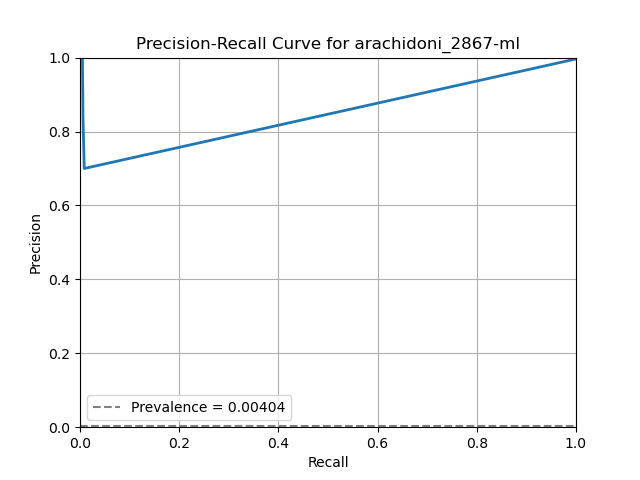 Precision-Recall Curve for arachidoni_2867-ml
1.0
0.8
0.6
0.4
0.2
0.0
Precision
Prevalence = 0.00404
0.0 0.2 0.4 0.6 0.8 1.0
Recall